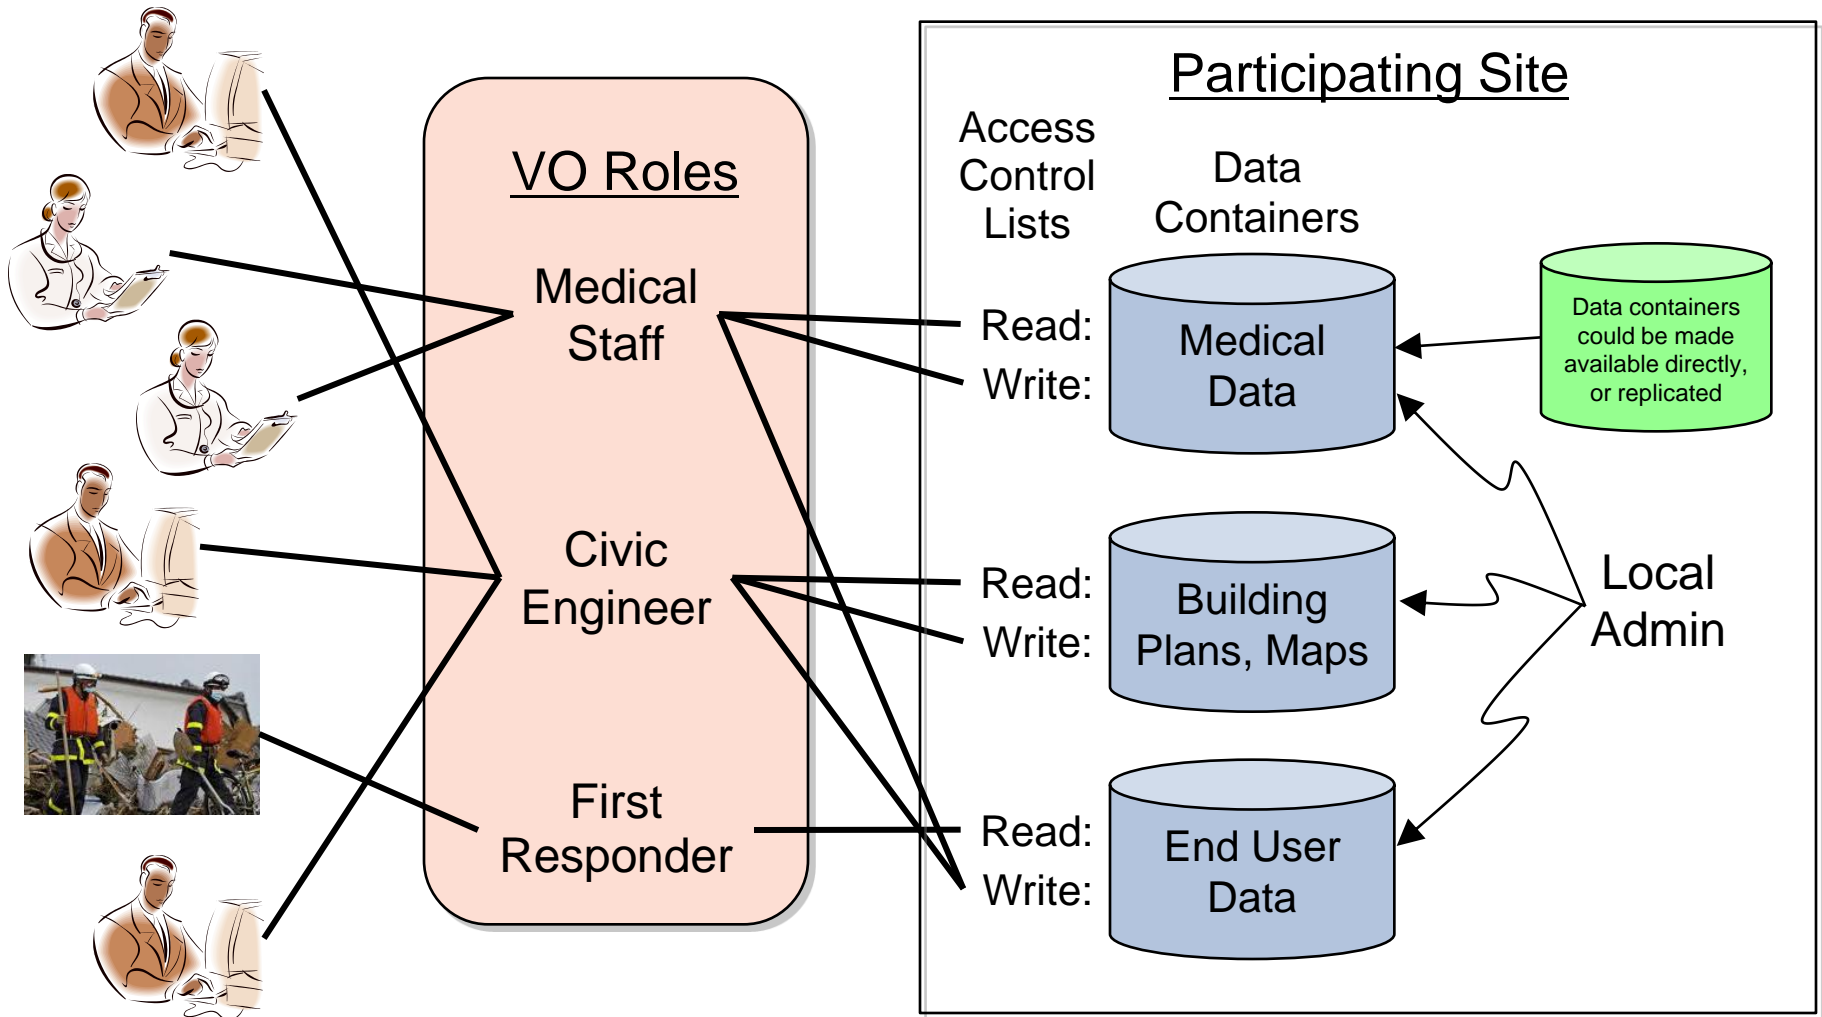 VO Roles
Medical
Staff
Civic
Engineer
First
Responder
Participating Site
Access
Control
Lists
Data
Containers
Read:
Write:
Medical
Data
Data containers
could be made
available directly,
or replicated
Read:
Write:
Building
Plans, Maps
Local
Admin
Read:
Write:
End User
Data